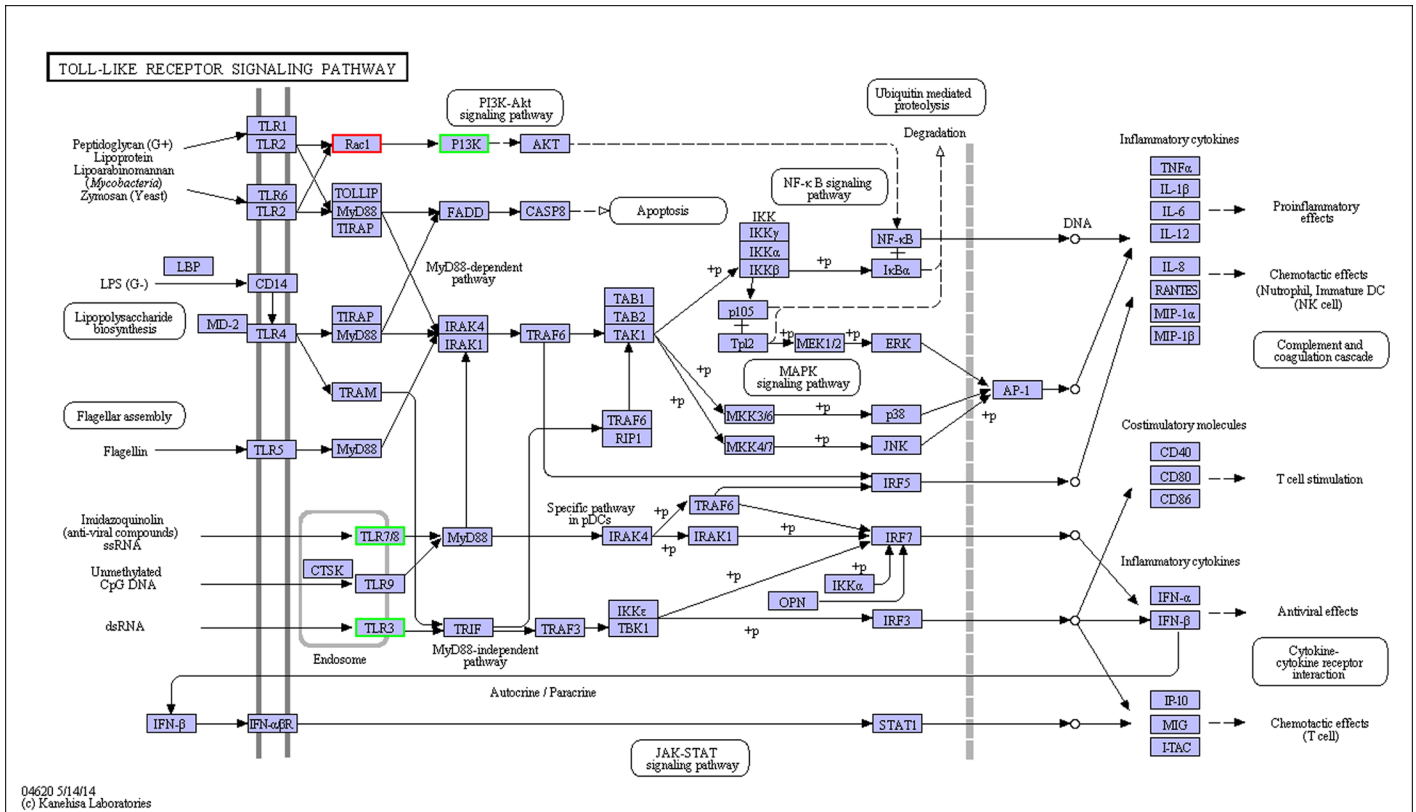 TOLL-LIKE RECEPTOR SIGNALING PATHWAY
PI3K-Akt
signaling pathway
Ubiquitin mediated
proteolysis
Degradation
Peptidoglycan (G+)
Lipoprotein
Lipoarabinomannan
(Mycobacteria)
Zymosan (Yeast)
TLR1
TLR2
Rac1
P13K
AKT
TLR6
TLR2
TOLLIP
MyD88
TIRAP
FADD
CASP8
Apoptosis
NF-κB signaling
pathway
IKK
IKKγ
IKKα
IKKβ
+p
+p
NF-κB
IκBα
DNA
Inflammatory cytokines
TNFα
IL-1β
IL-6
IL-12
Proinflammatory
effects
IL-8
RANTES
MIP-1α
MIP-1β
Chemotactic effects
(Nutrophil, Immature DC
(NK cell)
Complement and
coagulation cascade
LBP
LPS (G-)
CD14
MyD88-dependent
pathway
Lipopolysaccharide
biosynthesis
MD-2
TLR4
TIRAP
MyD88
IRAK4
IRAK1
TRAF6
TAB1
TAB2
TAK1
p105
Tpl2
+p
MEK1/2
+p
ERK
MAPK
signaling pathway
TRAM
AP-1
Flagellar assembly
TRAF6
RIP1
+p
+p
MKK3/6
+p
p38
+p
MKK4/7
+p
JNK
Flagellin
TLR5
MyD88
Costimulatory molecules
CD40
CD80
CD86
T cell stimulation
IRF5
Imidazoquinolin
(anti-viral compounds)
ssRNA
TLR7/8
MyD88
Specific pathway
in pDCs
IRAK4
+p
+p
TRAF6
IRAK1
+p
IRF7
Unmethylated
CpG DNA
CTSK
TLR9
+p
+p
IKKα
OPN
Inflammatory cytokines
IFN-α
IFN-β
Antiviral effects
dsRNA
TLR3
TRIF
TRAF3
IKKε
TBK1
+p
IRF3
Endosome
MyD88-independent
pathway
Cytokine-
cytokine receptor
interaction
Autocrine / Paracrine
IFN-β
IFN-αβR
STAT1
IP-10
MIG
I-TAC
Chemotactic effects
(T cell)
JAK-STAT
signaling pathway
04620 5/14/14
(c) Kanehisa Laboratories